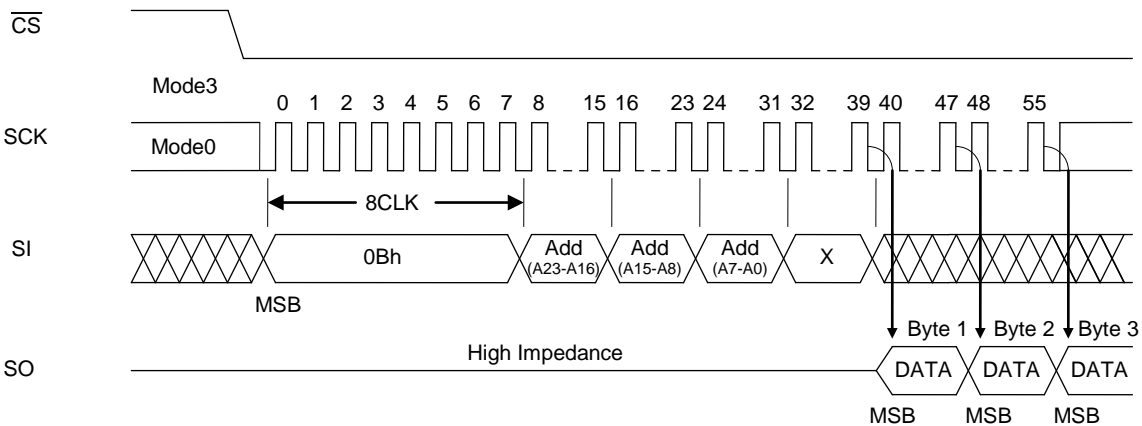 CS
Mode3
0 1 2 3 4 5 6 7 8 15 16 23 24 31 32 39 40 47 48 55
SCK
Mode0
8CLK
SI
0Bh
Add
(A23-A16)
Add
(A15-A8)
Add
(A7-A0)
X
MSB
High Impedance
Byte 1 Byte 2 Byte 3
SO
DATA DATA DATA
MSB MSB MSB